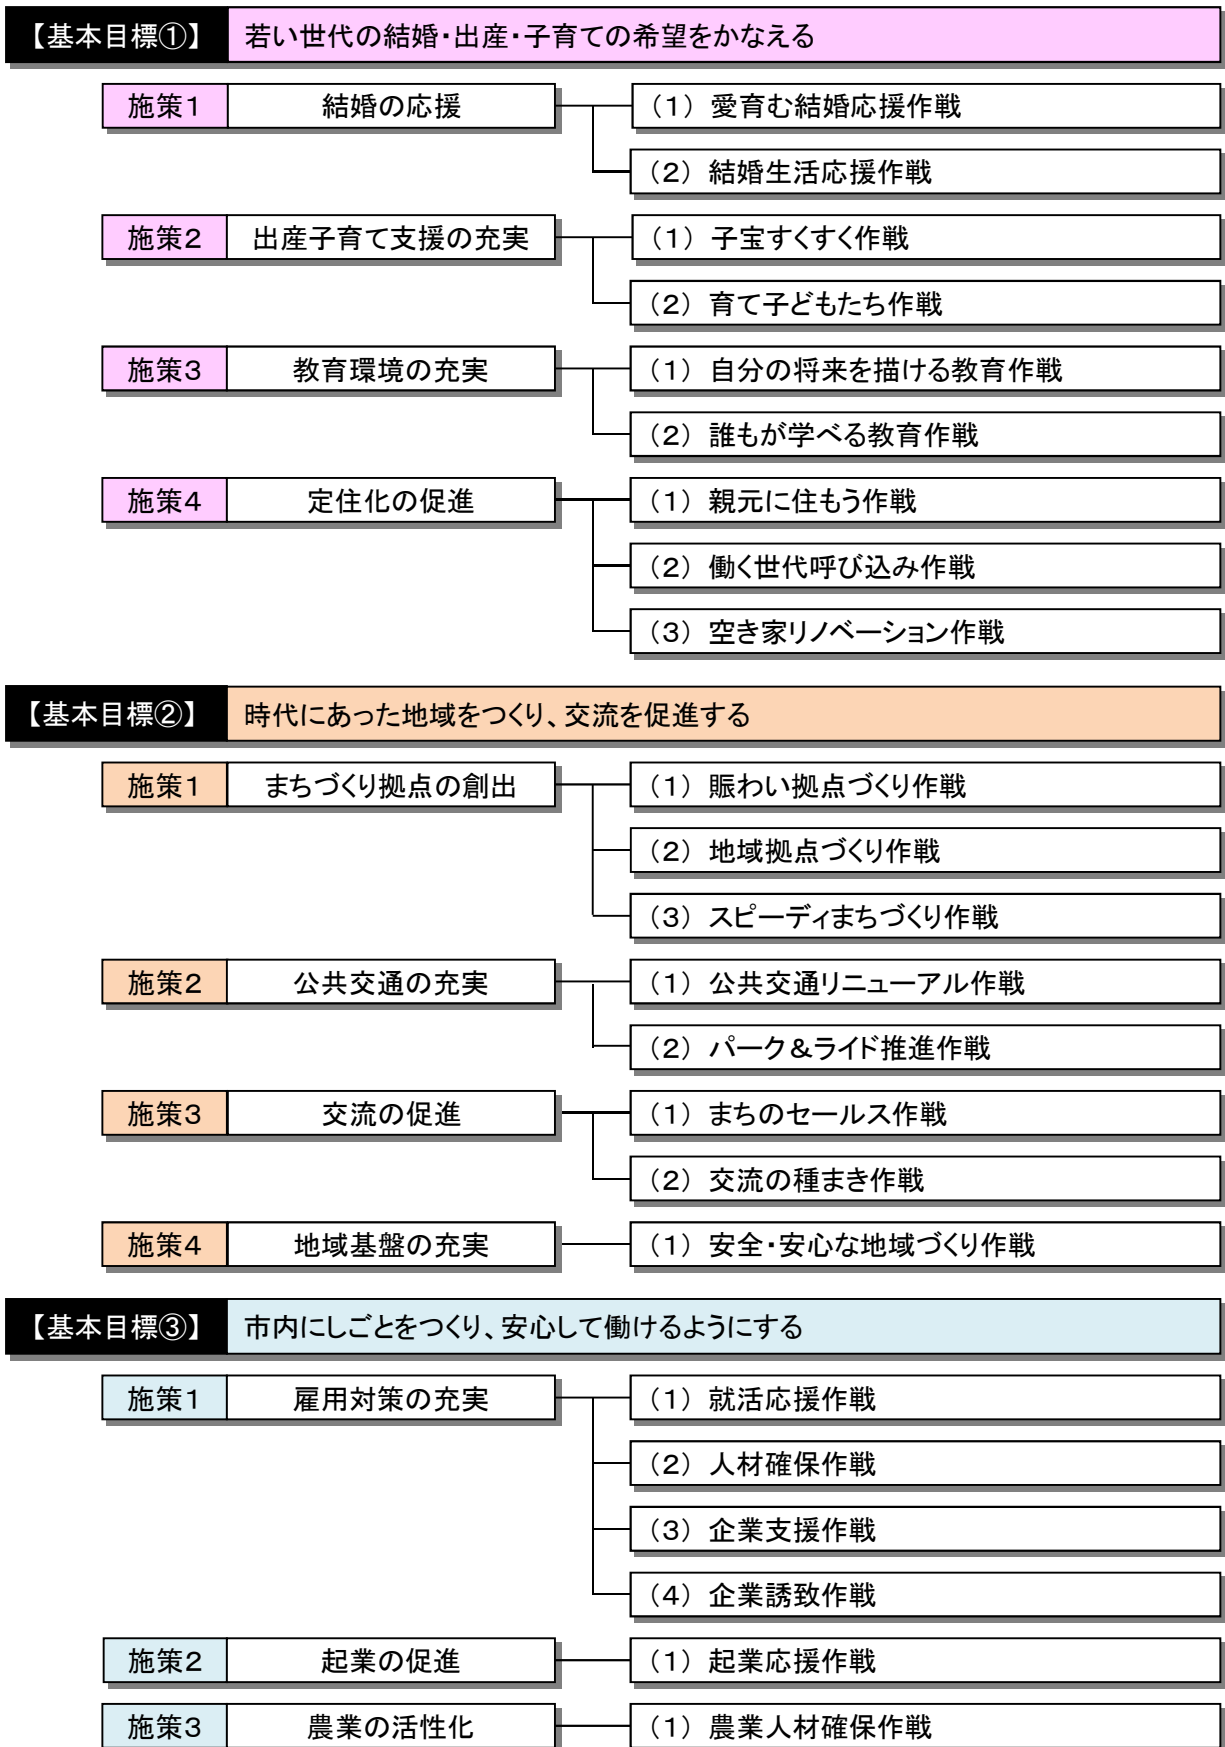 【基本目標①】 若い世代の結婚・出産・子育ての希望をかなえる
施策1 結婚の応援 （1） 愛育む結婚応援作戦
（2） 結婚生活応援作戦
施策2 出産子育て支援の充実 （1） 子宝すくすく作戦
（2） 育て子どもたち作戦
施策3 教育環境の充実 （1） 自分の将来を描ける教育作戦
（2） 誰もが学べる教育作戦
施策4 定住化の促進 （1） 親元に住もう作戦
（2） 働く世代呼び込み作戦
（3） 空き家リノベーション作戦
【基本目標②】 時代にあった地域をつくり、交流を促進する
施策1 まちづくり拠点の創出 （1） 賑わい拠点づくり作戦
（2） 地域拠点づくり作戦
（3） スピーディまちづくり作戦
施策2 公共交通の充実 （1） 公共交通リニューアル作戦
（2） パーク＆ライド推進作戦
施策3 交流の促進 （1） まちのセールス作戦
（2） 交流の種まき作戦
施策4 地域基盤の充実 （1） 安全・安心な地域づくり作戦
【基本目標③】 市内にしごとをつくり、安心して働けるようにする
施策1 雇用対策の充実 （1） 就活応援作戦
（2） 人材確保作戦
（3） 企業支援作戦
（4） 企業誘致作戦
施策2 起業の促進 （1） 起業応援作戦
施策3 農業の活性化 （1） 農業人材確保作戦